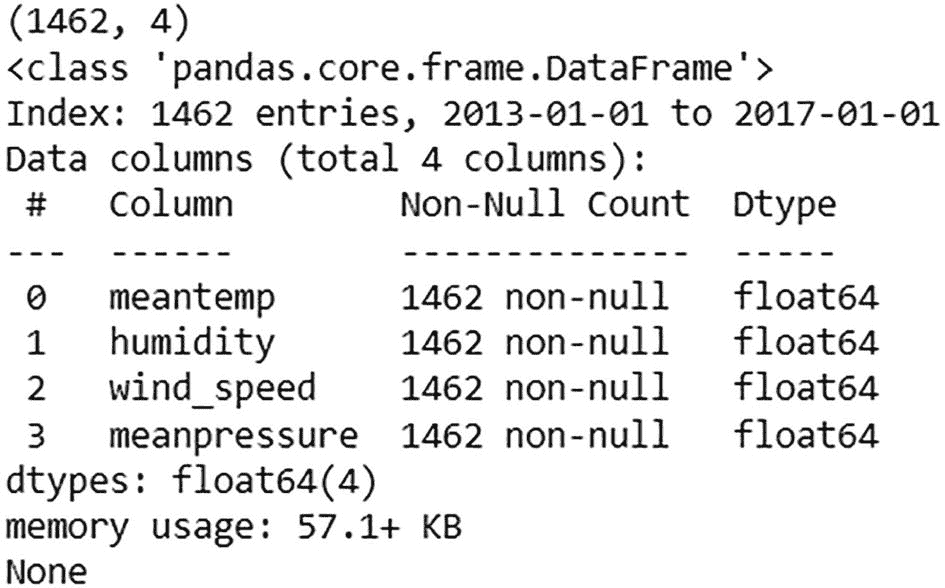 (1462, 4)
<class 'pandas.core.frame.DataFrame'>
Index: 1462 entries, 2013-01-01 to 2017-01-01
Data columns (total 4 columns):
 #   Column         Non-Null Count  Dtype
---  ------         --------------  -----
 0   meantemp       1462 non-null   float64
 1   humidity       1462 non-null   float64
 2   wind_speed     1462 non-null   float64
 3   meanpressure   1462 non-null   float64
dtypes: float64(4)
memory usage: 57.1+ KB
None